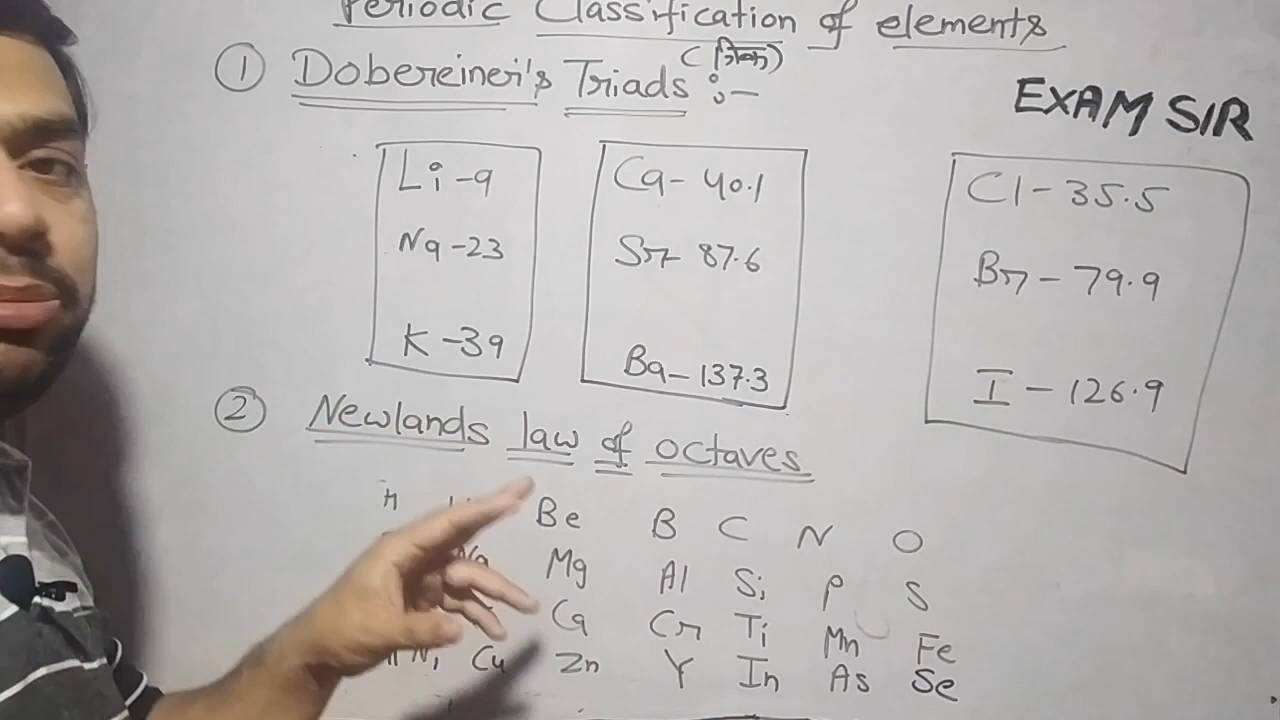 Periodic Classification of elements
① Dobereiner's Triads (त्रिक) :-
EXAM SIR
Li - 9
Na - 23
K - 39
Ca - 40.1
Sr - 87.6
Ba - 137.3
Cl - 35.5
Br - 79.9
I - 126.9
② Newlands law of octaves
H Be B C N O
Na Mg Al Si P S
Ca Cr Ti Mn Fe
Ni Cu Zn Y In As Se